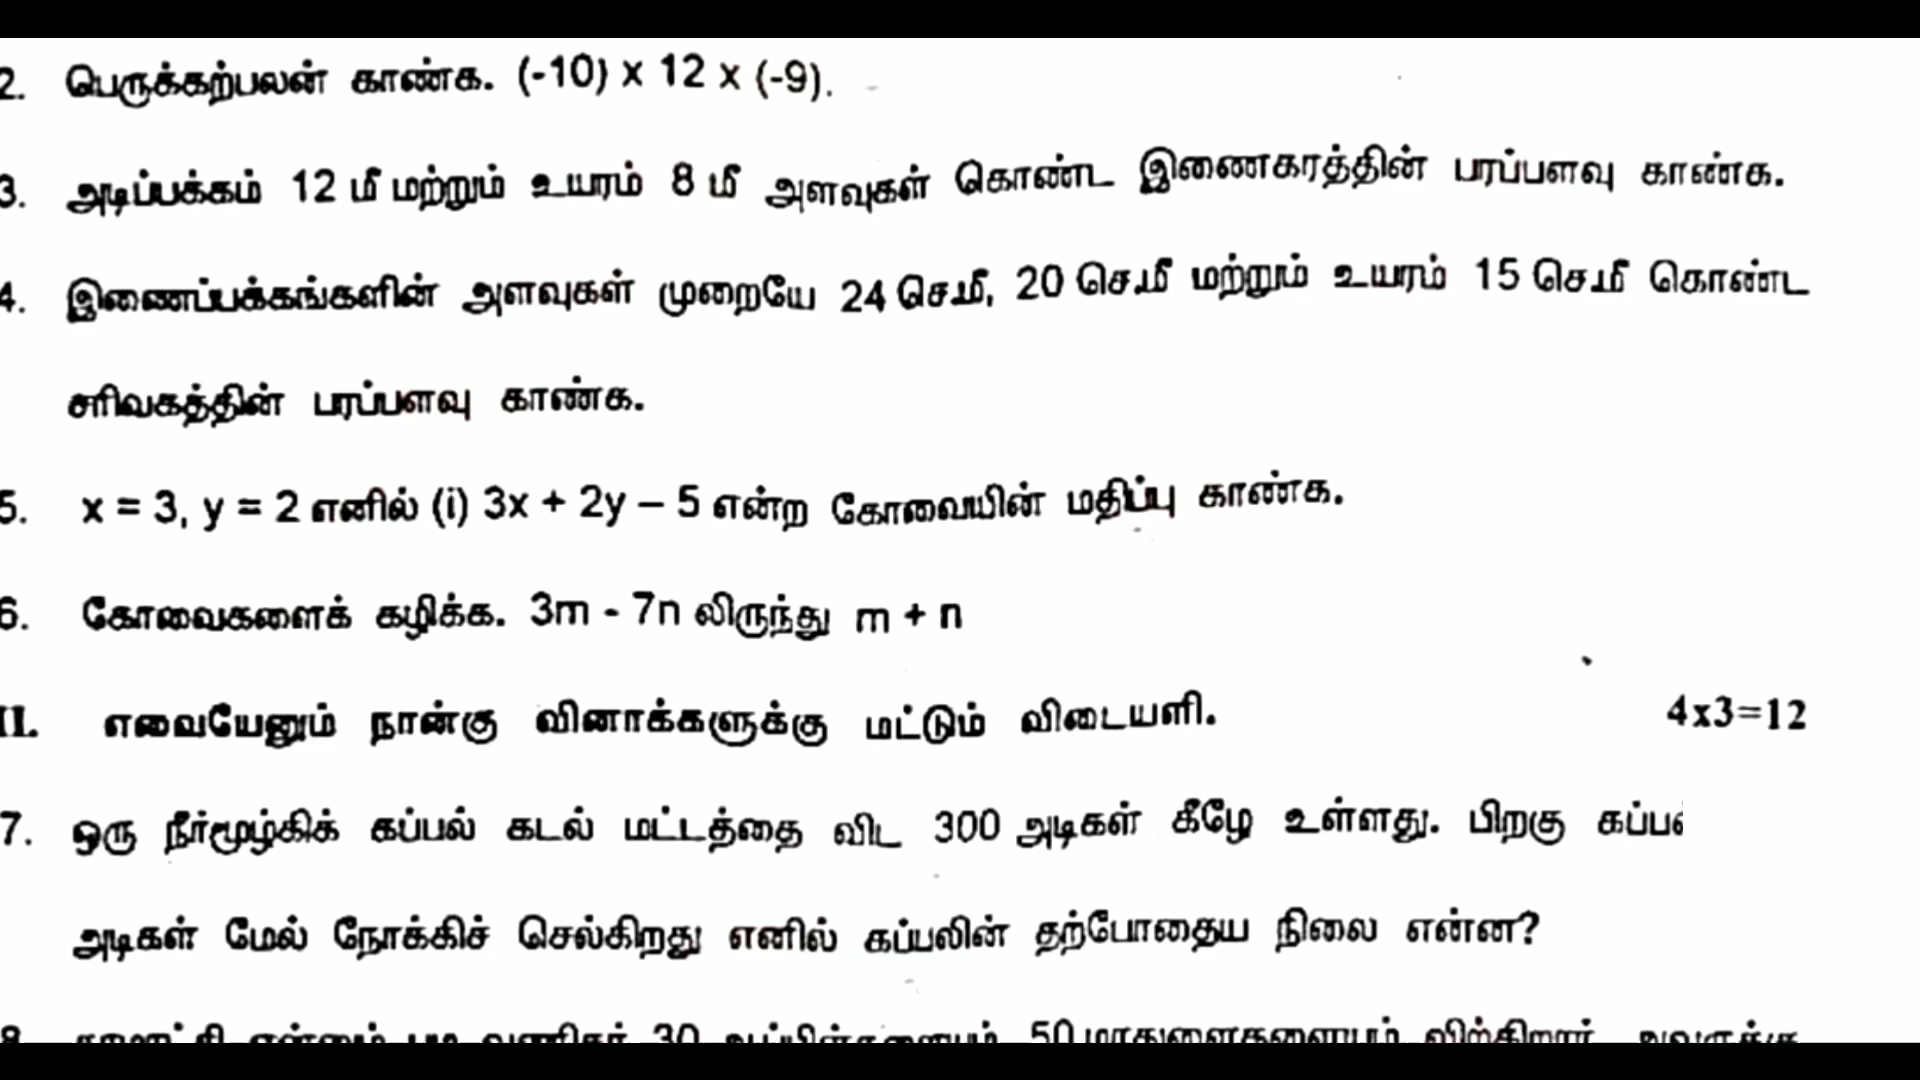 2. பெருக்கற்பலன் காண்க. (-10) x 12 x (-9).
3. அடிப்பக்கம் 12 மீ மற்றும் உயரம் 8 மீ அளவுகள் கொண்ட இணைகரத்தின் பரப்பளவு காண்க.
4. இணைப்பக்கங்களின் அளவுகள் முறையே 24 செ.மீ, 20 செ.மீ மற்றும் உயரம் 15 செ.மீ கொண்ட
சரிவகத்தின் பரப்பளவு காண்க.
5. x = 3, y = 2 எனில் (i) 3x + 2y – 5 என்ற கோவையின் மதிப்பு காண்க.
6. கோவைகளைக் கழிக்க. 3m - 7n லிருந்து m + n
II. எவையேனும் நான்கு வினாக்களுக்கு மட்டும் விடையளி. 4x3=12
7. ஒரு நீர்மூழ்கிக் கப்பல் கடல் மட்டத்தை விட 300 அடிகள் கீழே உள்ளது. பிறகு
அடிகள் மேல் நோக்கிச் செல்கிறது எனில் கப்பலின் தற்போதைய நிலை என்ன?
8. 30 50